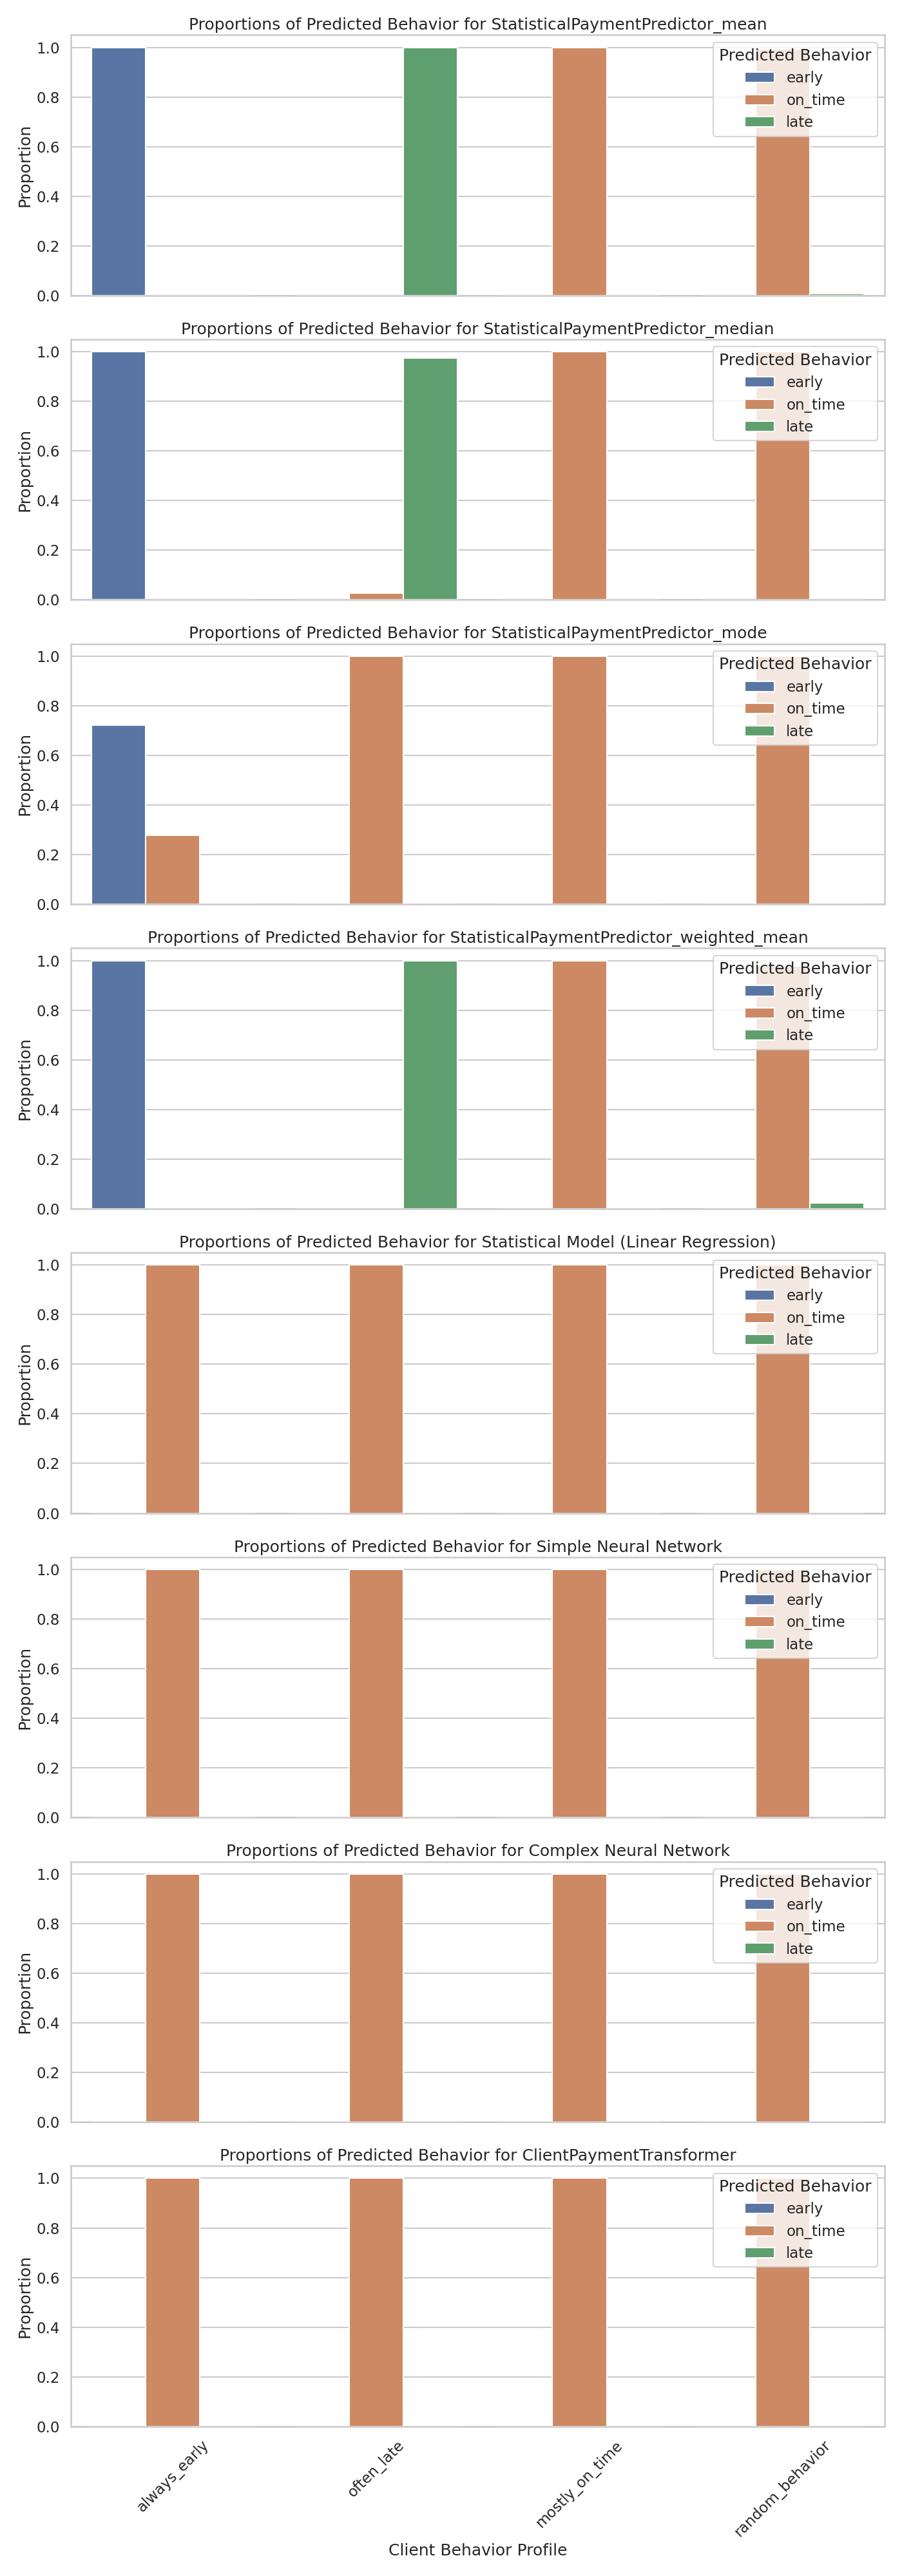 Proportions of Predicted Behavior for StatisticalPaymentPredictor_mean
Proportion
1.0
0.8
0.6
0.4
0.2
0.0
Predicted Behavior
early
on_time
late
Proportions of Predicted Behavior for StatisticalPaymentPredictor_median
Proportion
1.0
0.8
0.6
0.4
0.2
0.0
Predicted Behavior
early
on_time
late
Proportions of Predicted Behavior for StatisticalPaymentPredictor_mode
Proportion
1.0
0.8
0.6
0.4
0.2
0.0
Predicted Behavior
early
on_time
late
Proportions of Predicted Behavior for StatisticalPaymentPredictor_weighted_mean
Proportion
1.0
0.8
0.6
0.4
0.2
0.0
Predicted Behavior
early
on_time
late
Proportions of Predicted Behavior for Statistical Model (Linear Regression)
Proportion
1.0
0.8
0.6
0.4
0.2
0.0
Predicted Behavior
early
on_time
late
Proportions of Predicted Behavior for Simple Neural Network
Proportion
1.0
0.8
0.6
0.4
0.2
0.0
Predicted Behavior
early
on_time
late
Proportions of Predicted Behavior for Complex Neural Network
Proportion
1.0
0.8
0.6
0.4
0.2
0.0
Predicted Behavior
early
on_time
late
Proportions of Predicted Behavior for ClientPaymentTransformer
Proportion
1.0
0.8
0.6
0.4
0.2
0.0
Predicted Behavior
early
on_time
late
always_early
often_late
mostly_on_time
random_behavior
Client Behavior Profile